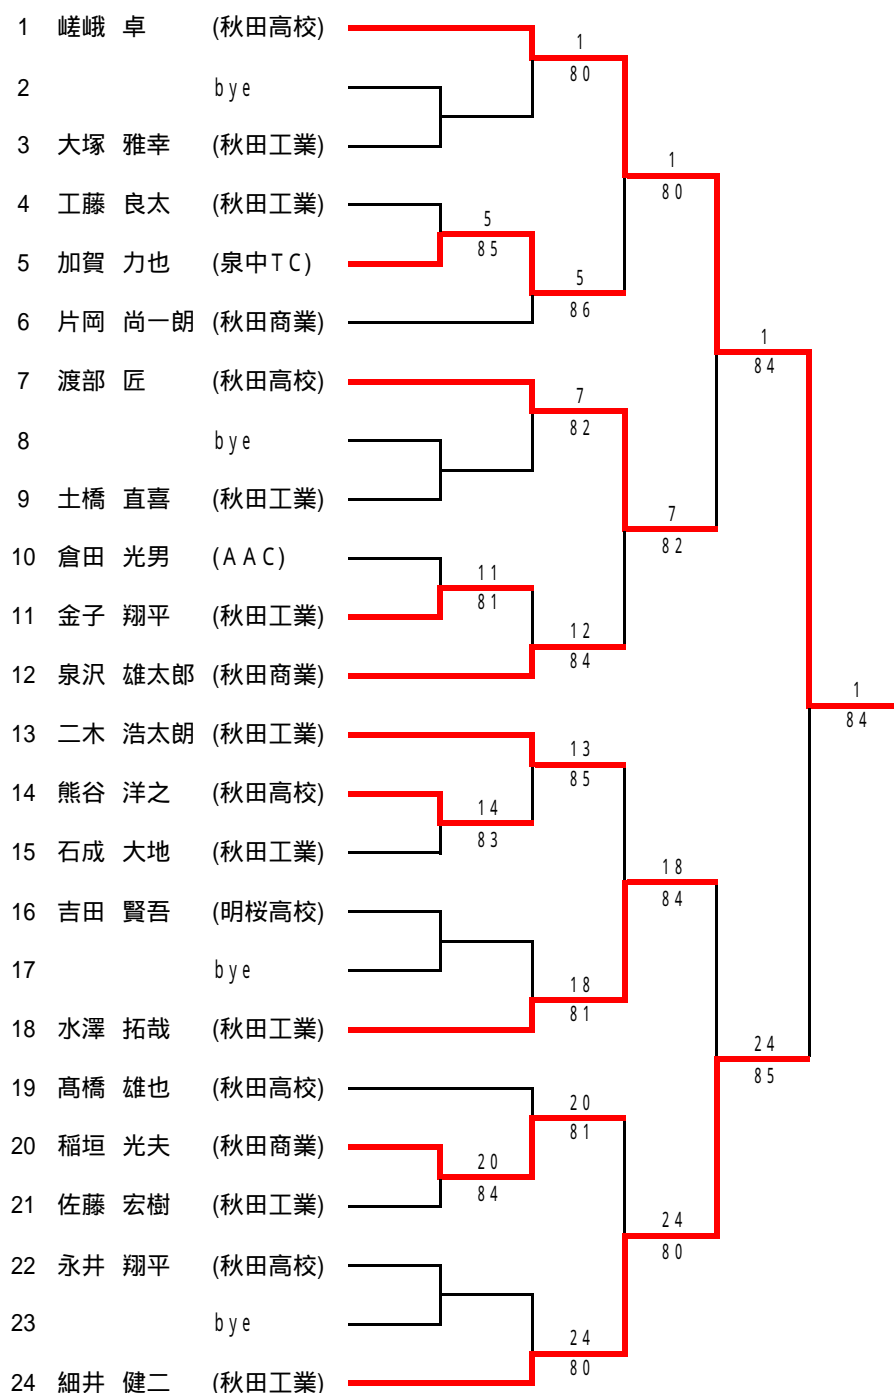 1 嵯峨 卓 (秋田高校)
1
80
2 bye
3 大塚 雅幸 (秋田工業)
1
80
4 工藤 良太 (秋田工業)
5
85
5 加賀 力也 (泉中TC)
5
86
6 片岡 尚一朗 (秋田商業)
1
84
7 渡部 匠 (秋田高校)
7
82
8 bye
9 土橋 直喜 (秋田工業)
7
82
10 倉田 光男 (AAC)
11
81
11 金子 翔平 (秋田工業)
12
84
12 泉沢 雄太郎 (秋田商業)
1
84
13 二木 浩太朗 (秋田工業)
13
85
14 熊谷 洋之 (秋田高校)
14
83
15 石成 大地 (秋田工業)
18
84
16 吉田 賢吾 (明桜高校)
17 bye
18
81
18 水澤 拓哉 (秋田工業)
24
85
19 髙橋 雄也 (秋田高校)
20
81
20 稲垣 光夫 (秋田商業)
20
84
21 佐藤 宏樹 (秋田工業)
24
80
22 永井 翔平 (秋田高校)
23 bye
24
80
24 細井 健二 (秋田工業)